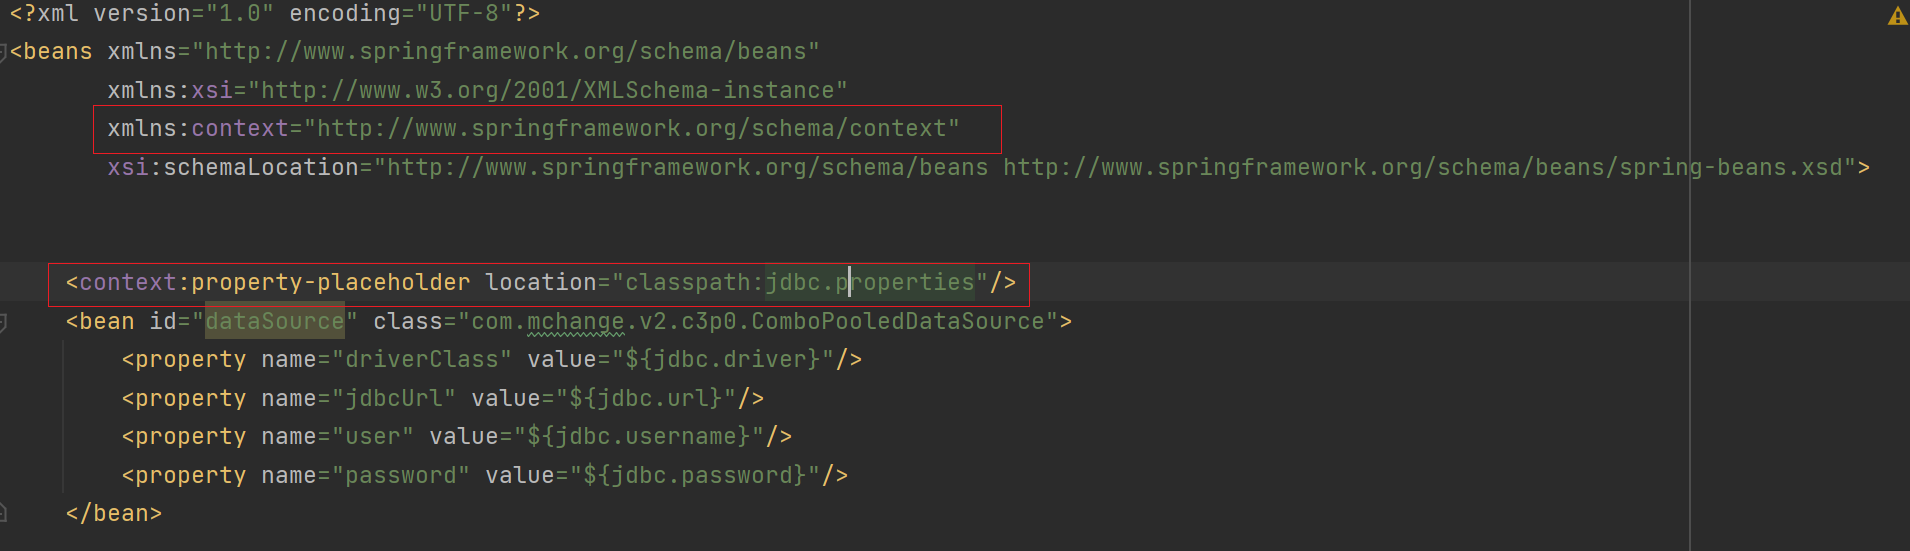 <?xml version="1.0" encoding="UTF-8"?>
<beans xmlns="http://www.springframework.org/schema/beans"
xmlns:xsi="http://www.w3.org/2001/XMLSchema-instance"
xmlns:context="http://www.springframework.org/schema/context"
xsi:schemaLocation="http://www.springframework.org/schema/beans http://www.springframework.org/schema/beans/spring-beans.xsd">
<context:property-placeholder location="classpath:jdbc.properties"/>
<bean id="dataSource" class="com.mchange.v2.c3p0.ComboPooledDataSource">
<property name="driverClass" value="${jdbc.driver}"/>
<property name="jdbcUrl" value="${jdbc.url}"/>
<property name="user" value="${jdbc.username}"/>
<property name="password" value="${jdbc.password}"/>
</bean>